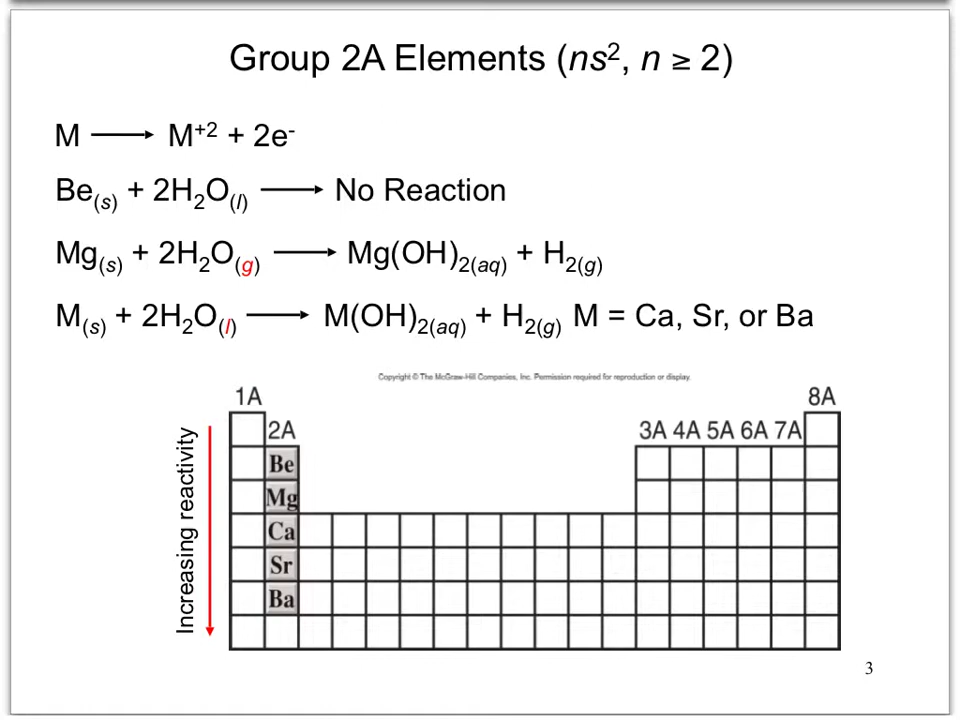 Group 2A Elements (ns², n ≥ 2)
M ⟶ M⁺² + 2e⁻
Be₍s₎ + 2H₂O₍l₎ ⟶ No Reaction
Mg(s) + 2H₂O(g) ⟶ Mg(OH)₂(aq) + H₂(g)
M(s) + 2H₂O(l) ⟶ M(OH)₂(aq) + H₂(g) M = Ca, Sr, or Ba
Copyright © The McGraw-Hill Companies, Inc. Permission required for reproduction or display.
1A 8A
2A 3A 4A 5A 6A 7A
Increasing reactivity
Be
Mg
Ca
Sr
Ba
3